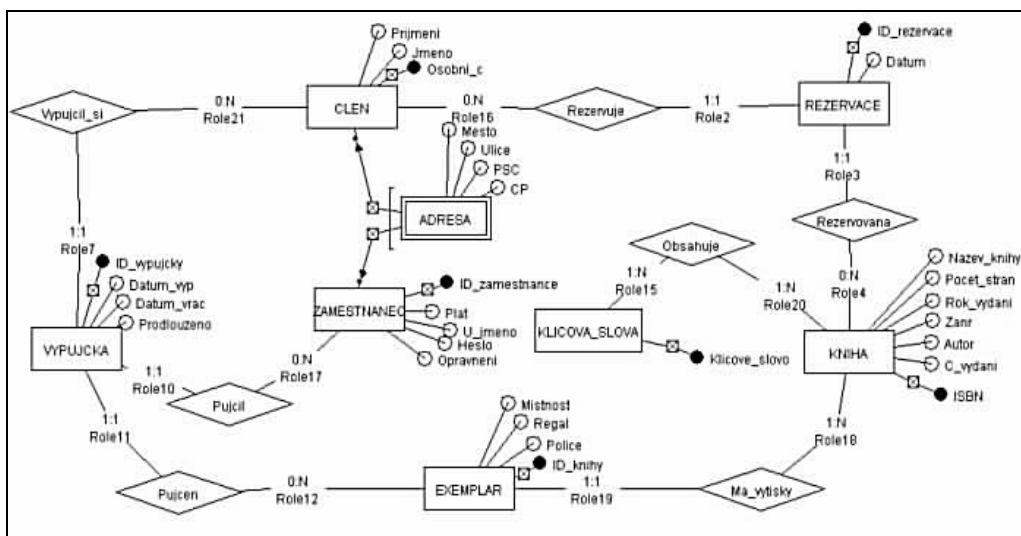 Prijmeni
Jmeno
Osobni_c
CLEN
ID_rezervace
Datum
REZERVACE
Vypujcil_si
0:N
Role21
0:N
Role16
Rezervuje
1:1
Role2
Mesto
Ulice
PSC
CP
ADRESA
1:1
Role3
Rezervovana
0:N
Role4
1:1
Role7
ID_vypujcky
Datum_vyp
Datum_vrac
Prodlouzeno
VYPUJCKA
ID_zamestnance
Plat
U_jmeno
Heslo
Opravneni
ZAMESTNANEC
Obsahuje
1:N
Role15
1:N
Role20
KLICOVA_SLOVA
Klicove_slovo
Nazev_knihy
Pocet_stran
Rok_vydani
Zanr
Autor
C_vydani
ISBN
KNIHA
1:1
Role10
Pujcil
0:N
Role17
1:1
Role11
Pujcen
0:N
Role12
Mistnost
Regal
Police
ID_knihy
EXEMPLAR
1:1
Role19
Ma_vytisky
1:N
Role18